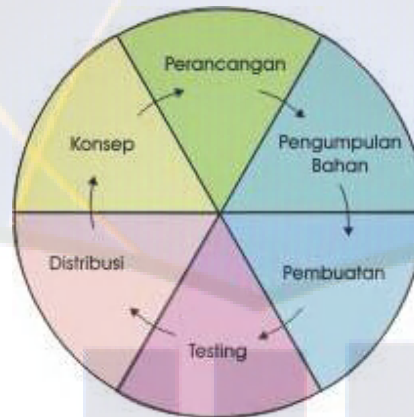 Perancangan
Konsep
Pengumpulan
Bahan
Distribusi
Pembuatan
Testing